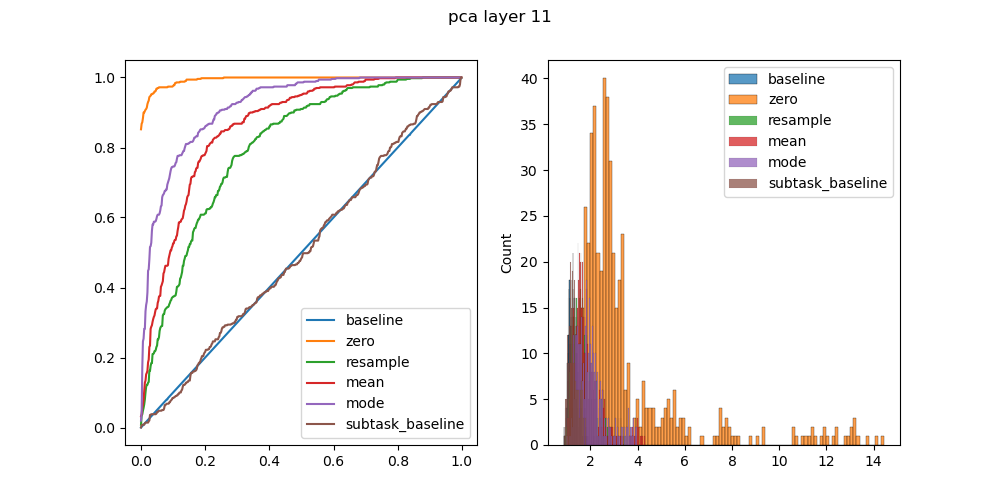 pca layer 11
1.0
0.8
0.6
0.4
0.2
0.0
0.0 0.2 0.4 0.6 0.8 1.0
baseline
zero
resample
mean
mode
subtask_baseline
Count
40
35
30
25
20
15
10
5
0
2 4 6 8 10 12 14
baseline
zero
resample
mean
mode
subtask_baseline